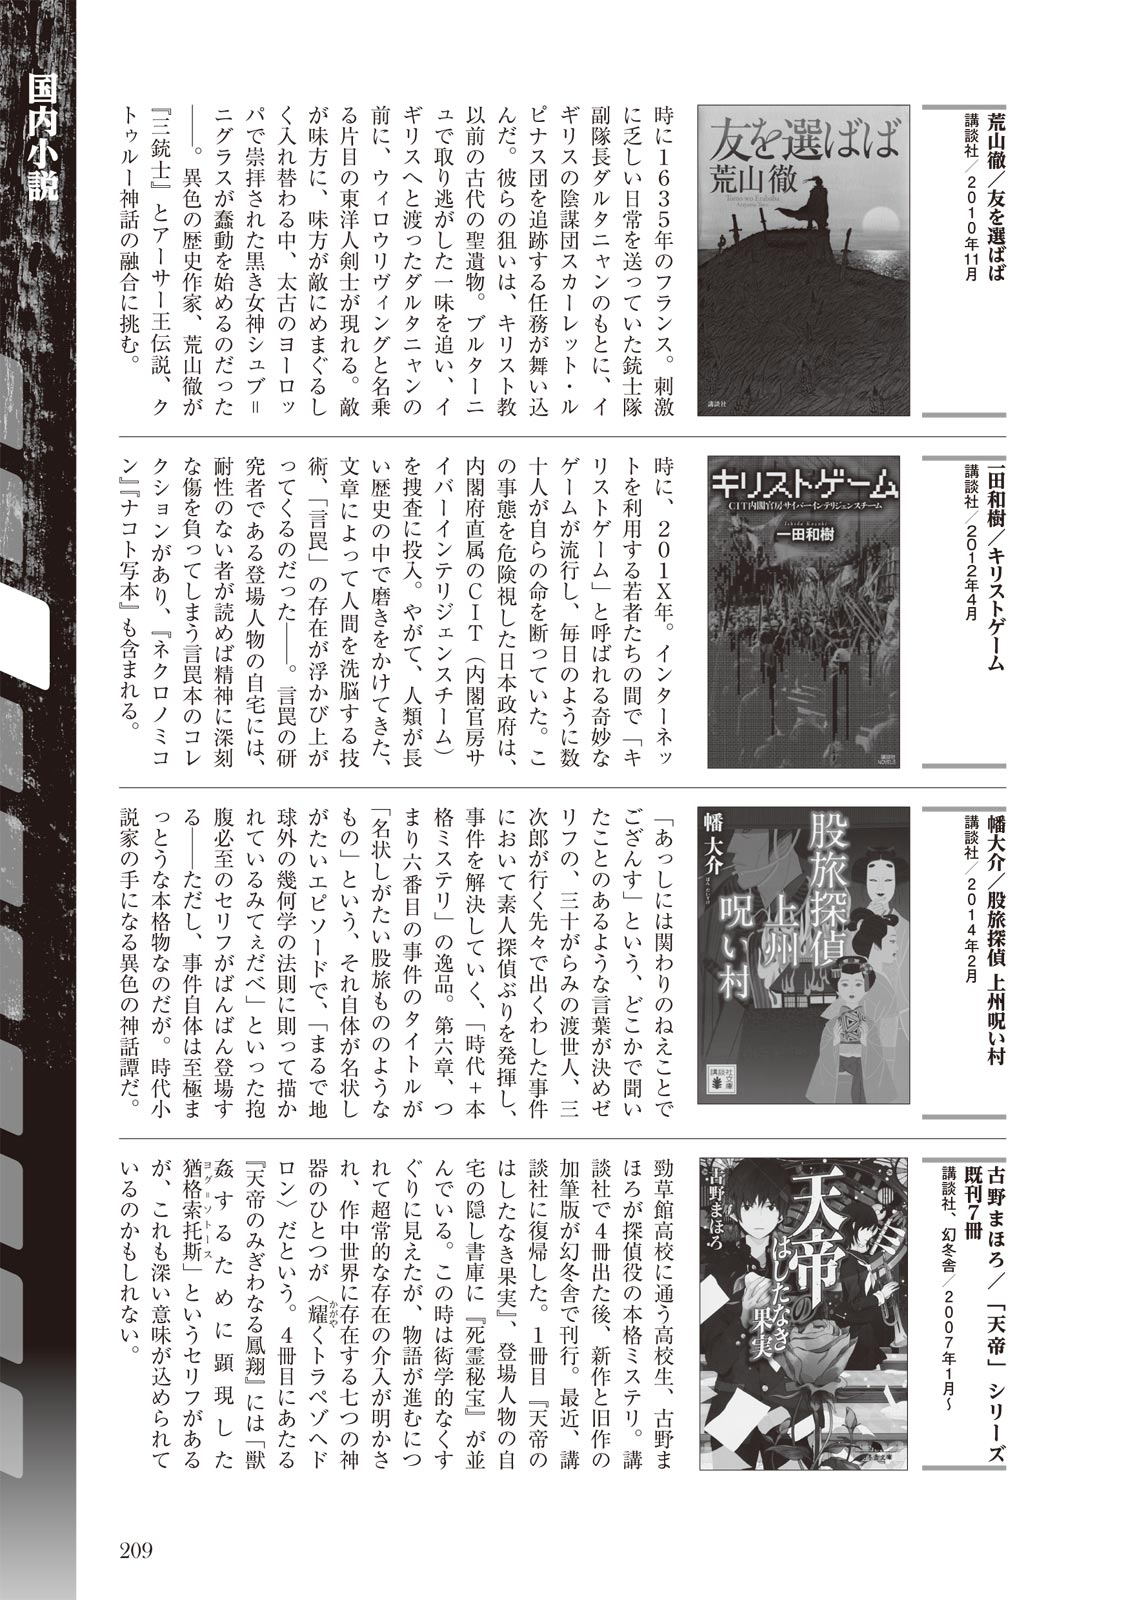 国内小説
荒山徹／友を選ばば
講談社／2010年11月
友を選ばば
荒山徹
Tomo wo Erababa
Arayama Toru
講談社
時に1635年のフランス。刺激
に乏しい日常を送っていた銃士隊
副隊長ダルタニャンのもとに、イ
ギリスの陰謀団スカーレット・ル
ピナス団を追跡する任務が舞い込
んだ。彼らの狙いは、キリスト教
以前の古代の聖遺物。ブルターニ
ュで取り逃がした一味を追い、イ
ギリスへと渡ったダルタニャンの
前に、ウィロウリヴィングと名乗
る片目の東洋人剣士が現れる。敵
が味方に、味方が敵にめまぐるし
く入れ替わる中、太古のヨーロッ
パで崇拝された黒き女神シュブ＝
ニグラスが蠢動を始めるのだった
――。異色の歴史作家、荒山徹が
『三銃士』とアーサー王伝説、ク
トゥルー神話の融合に挑む。
一田和樹／キリストゲーム
講談社／2012年4月
キリストゲーム
CIT内閣官房サイバーインテリジェンスチーム
Ichida Kazuki
一田和樹
講談社
NOVELS
時に、201X年。インターネッ
トを利用する若者たちの間で「キ
リストゲーム」と呼ばれる奇妙な
ゲームが流行し、毎日のように数
十人が自らの命を断っていた。こ
の事態を危険視した日本政府は、
内閣府直属のCIT（内閣官房サ
イバーインテリジェンスチーム）
を捜査に投入。やがて、人類が長
い歴史の中で磨きをかけてきた、
文章によって人間を洗脳する技
術、「言罠」の存在が浮かび上が
ってくるのだった――。言罠の研
究者である登場人物の自宅には、
耐性のない者が読めば精神に深刻
な傷を負ってしまう言罠本のコレ
クションがあり、『ネクロノミコ
ン』『ナコト写本』も含まれる。
幡大介／股旅探偵 上州呪い村
講談社／2014年2月
股旅探偵
上州
呪い村
幡大介
ばん だいすけ
講談社文庫
「あっしには関わりのねえことで
ござんす」という、どこかで聞い
たことのあるような言葉が決めゼ
リフの、三十がらみの渡世人、三
次郎が行く先々で出くわした事件
において素人探偵ぶりを発揮し、
事件を解決していく、「時代＋本
格ミステリ」の逸品。第六章、つ
まり六番目の事件のタイトルが
「名状しがたい股旅もののような
もの」という、それ自体が名状し
がたいエピソードで、「まるで地
球外の幾何学の法則に則って描か
れているみてぇだべ」といった抱
腹必至のセリフがばんばん登場す
る――ただし、事件自体は至極ま
っとうな本格物なのだが。時代小
説家の手になる異色の神話譚だ。
古野まほろ／「天帝」シリーズ
既刊7冊
講談社、幻冬舎／2007年1月～
天帝の
はしたなき
果実
古野まほろ
幻冬舎文庫
勁草館高校に通う高校生、古野ま
ほろが探偵役の本格ミステリ。講
談社で4冊出た後、新作と旧作の
加筆版が幻冬舎で刊行。最近、講
談社に復帰した。1冊目『天帝の
はしたなき果実』、登場人物の自
宅の隠し書庫に『死霊秘宝』が並
んでいる。この時は衒学的なくす
ぐりに見えたが、物語が進むにつ
れて超常的な存在の介入が明かさ
れ、作中世界に存在する七つの神
器のひとつが〈耀くトラペゾヘド
かがや
ロン〉だという。4冊目にあたる
『天帝のみぎわなる鳳翔』には「獣
姦するために顕現した
猶格索托斯」というセリフがある
ヨグ＝ソトース
が、これも深い意味が込められて
いるのかもしれない。
209